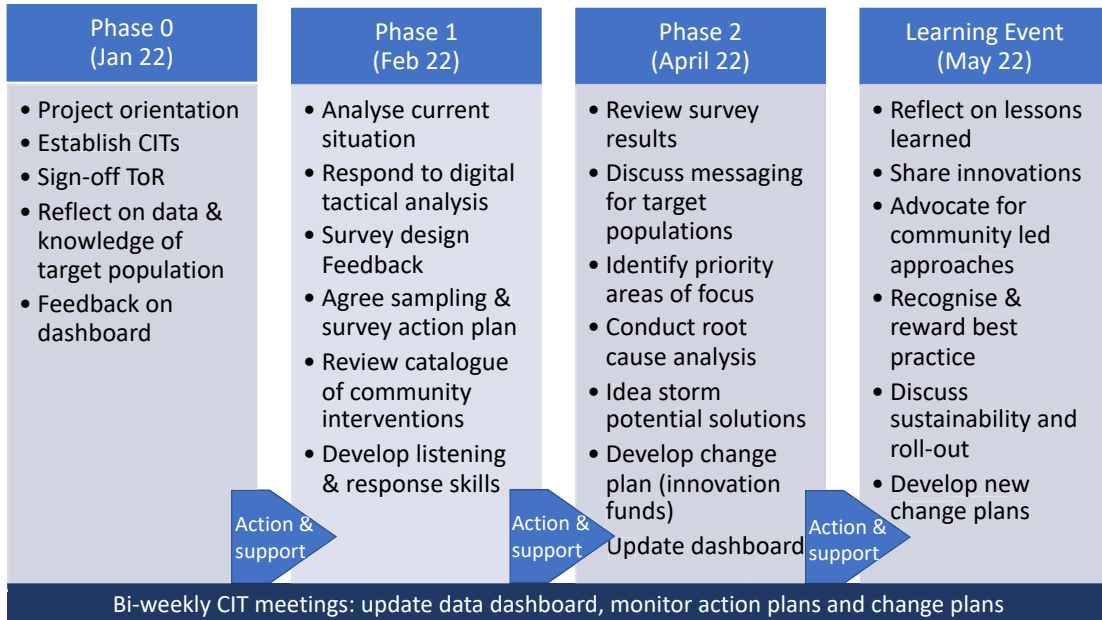 Phase 0
(Jan 22)
• Project orientation
• Establish CITs
• Sign-off ToR
• Reflect on data &
knowledge of
target population
• Feedback on
dashboard
Action &
support
Phase 1
(Feb 22)
• Analyse current
situation
• Respond to digital
tactical analysis
• Survey design
Feedback
• Agree sampling &
survey action plan
• Review catalogue
of community
interventions
• Develop listening
& response skills
Action &
support
Phase 2
(April 22)
• Review survey
results
• Discuss messaging
for target
populations
• Identify priority
areas of focus
• Conduct root
cause analysis
• Idea storm
potential solutions
• Develop change
plan (innovation
funds)
Update dashboard
Action &
support
Learning Event
(May 22)
• Reflect on lessons
learned
• Share innovations
• Advocate for
community led
approaches
• Recognise &
reward best
practice
• Discuss
sustainability and
roll-out
• Develop new
change plans
Bi-weekly CIT meetings: update data dashboard, monitor action plans and change plans